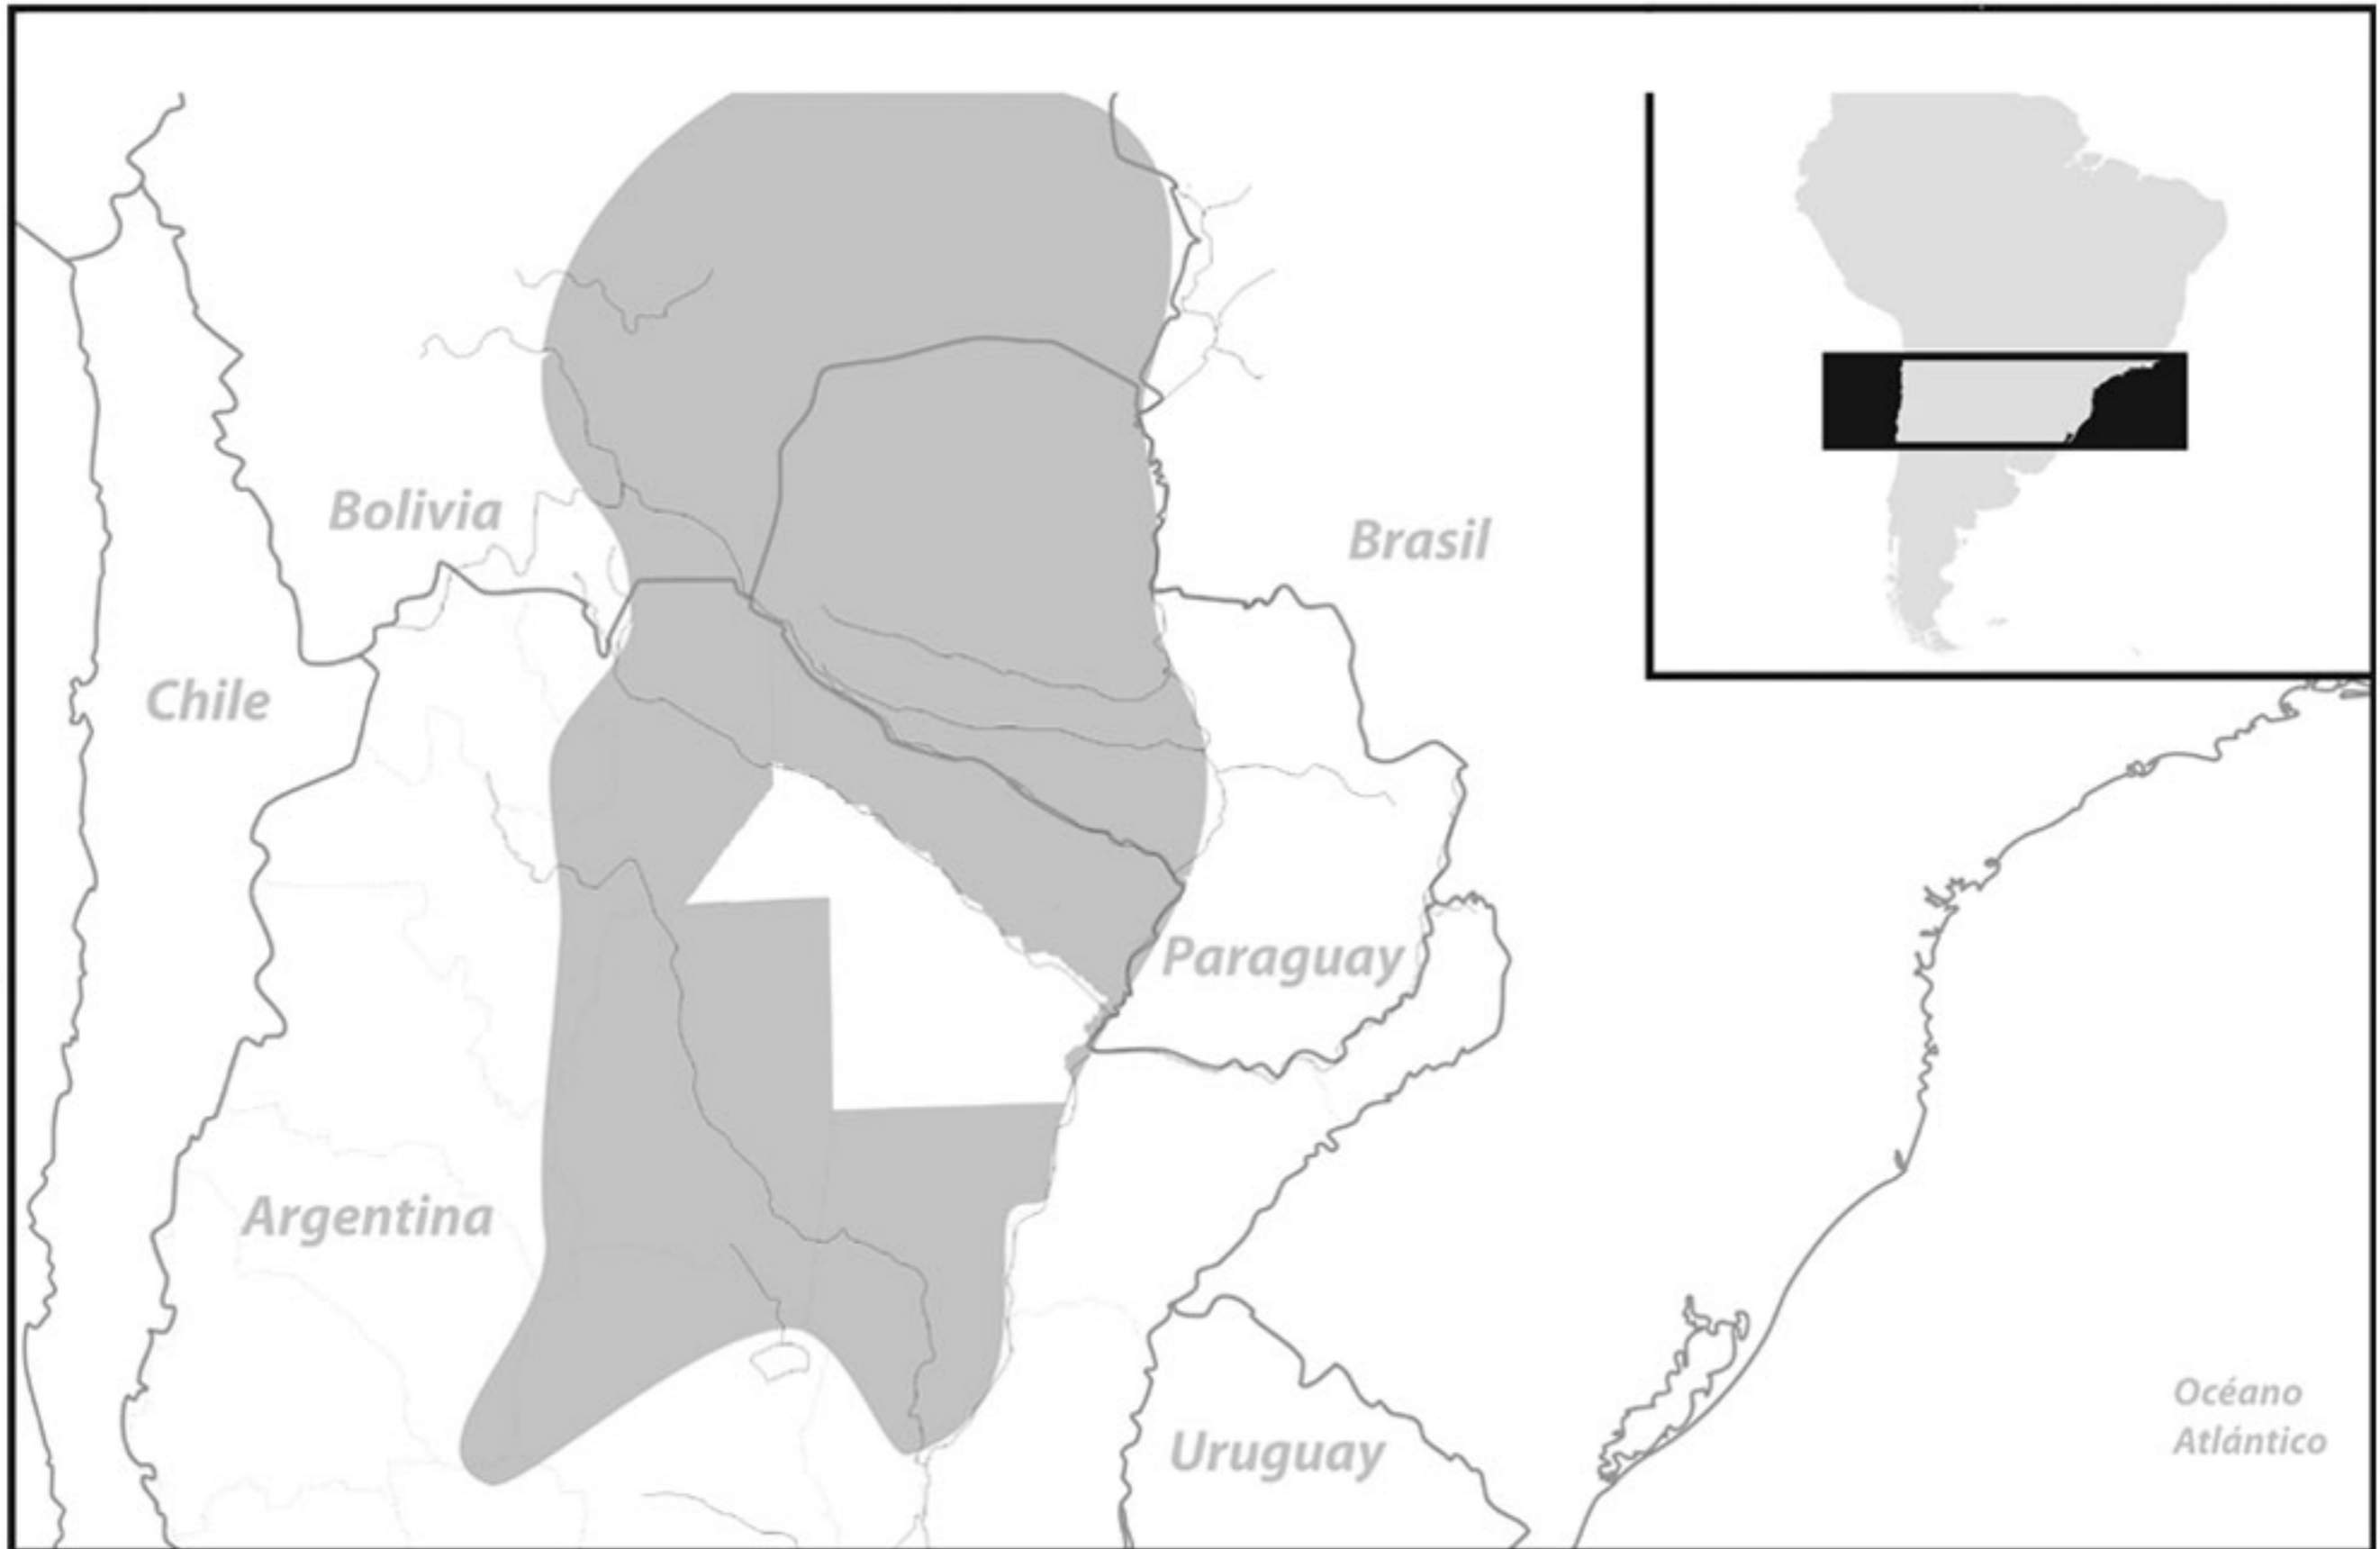 Bolivia
Brasil
Chile
Paraguay
Argentina
Océano
Atlántico
Uruguay